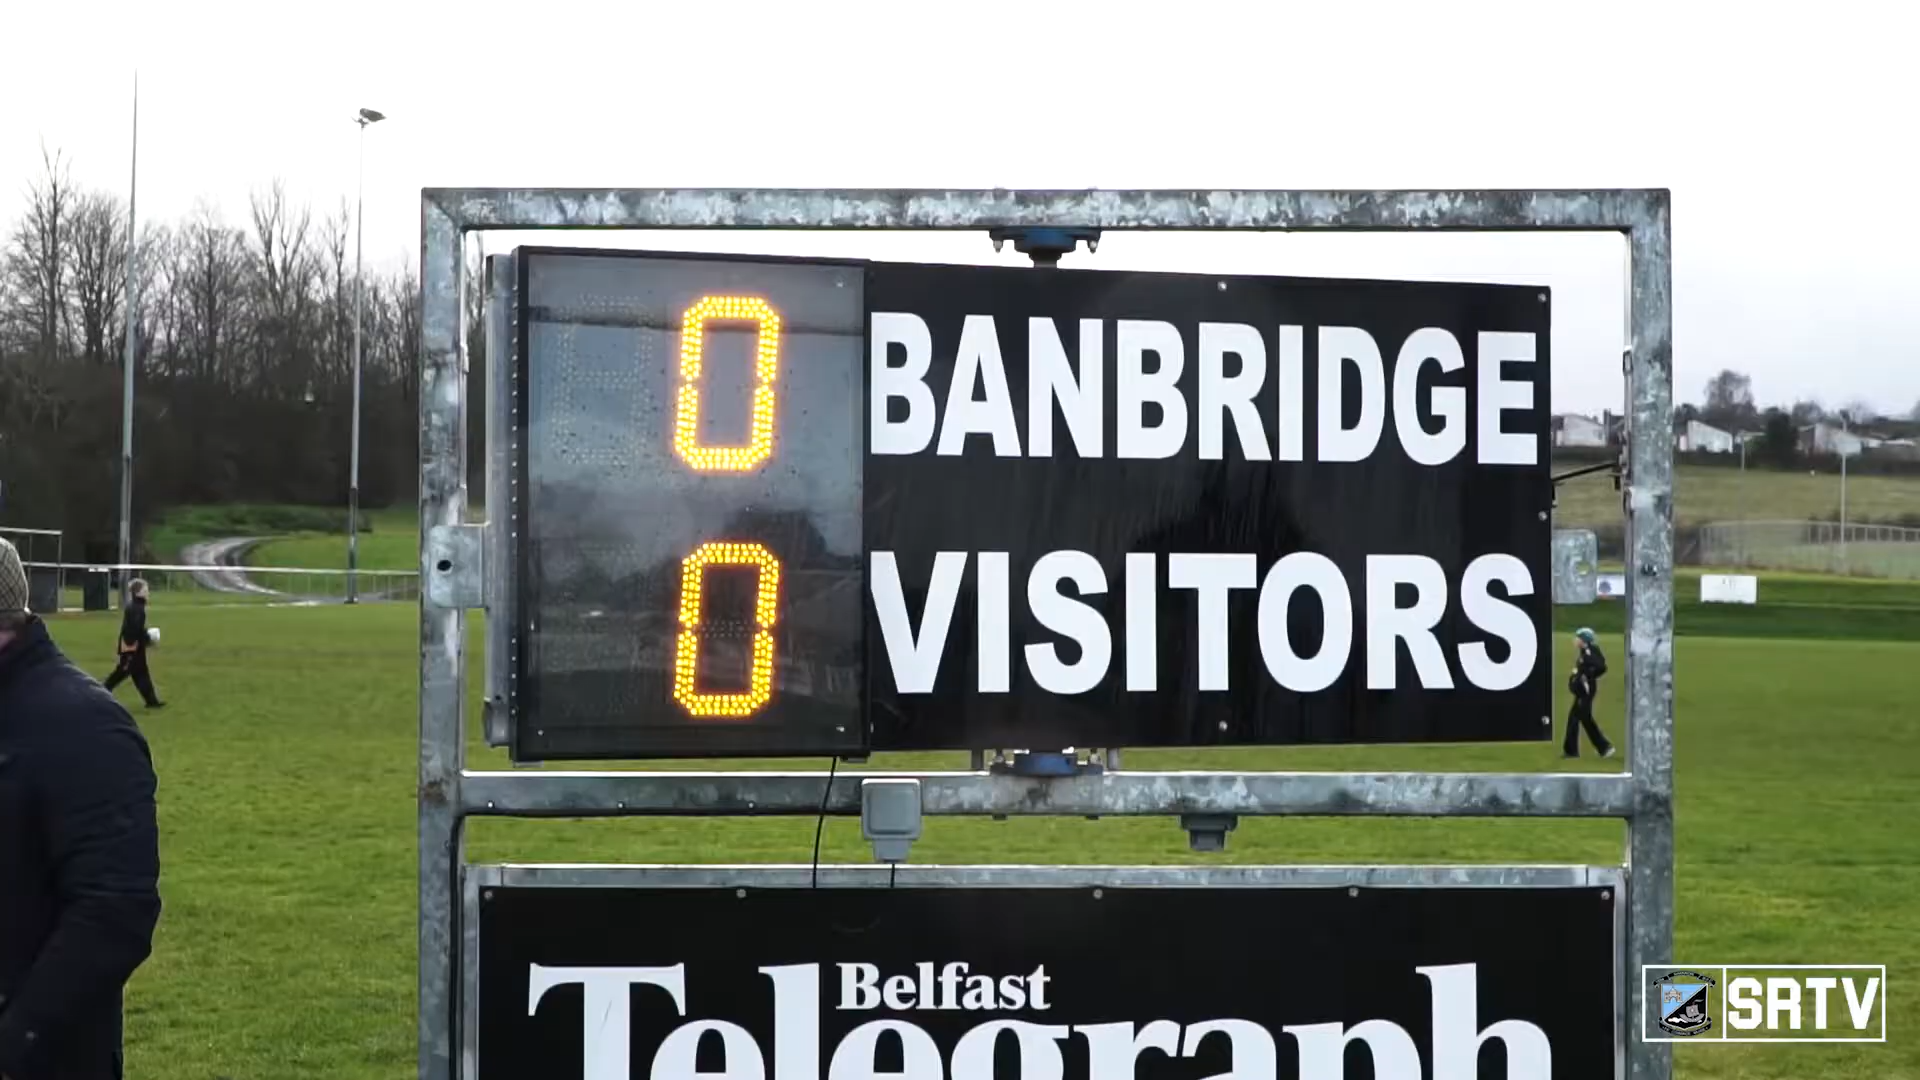 0 BANBRIDGE
0 VISITORS
Belfast
Telegraph
SRTV